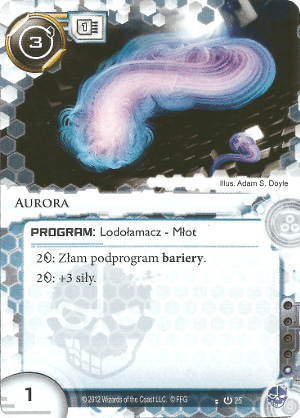 3
1
Illus. Adam S. Doyle
AURORA
PROGRAM: Lodołamacz - Młot
2: Złam podprogram bariery.
2: +3 siły.
1
©2012 Wizards of the Coast LLC. © FFG
25